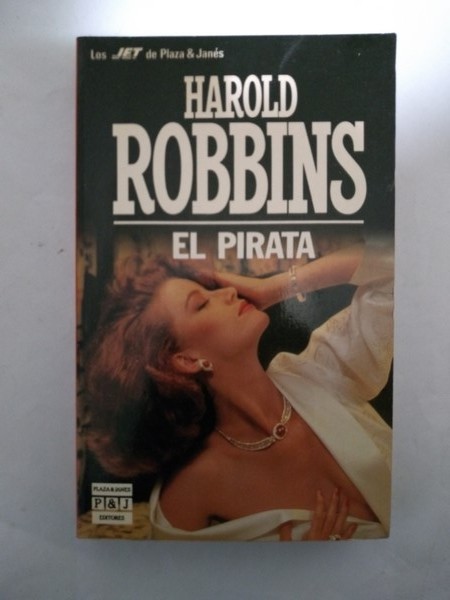 Los JET de Plaza & Janés
HAROLD
ROBBINS
EL PIRATA
PLAZA & JANES
P & J
EDITORES